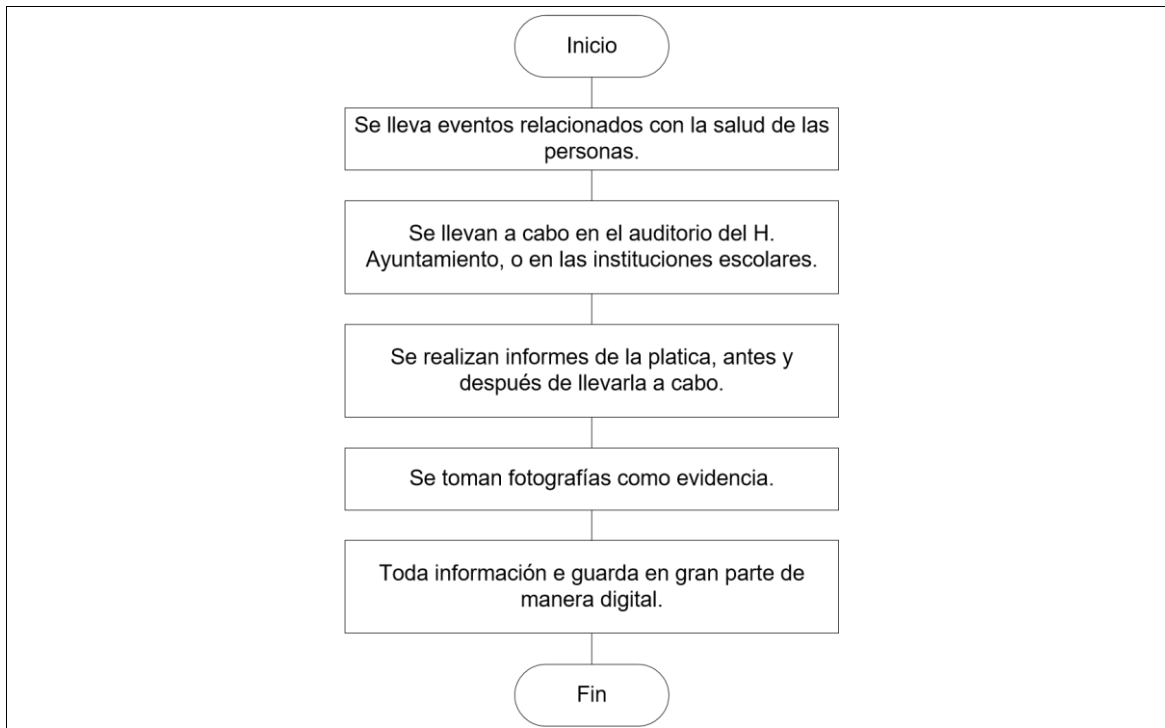 Inicio
Se lleva eventos relacionados con la salud de las
personas.
Se llevan a cabo en el auditorio del H.
Ayuntamiento, o en las instituciones escolares.
Se realizan informes de la platica, antes y
después de llevarla a cabo.
Se toman fotografías como evidencia.
Toda información e guarda en gran parte de
manera digital.
Fin